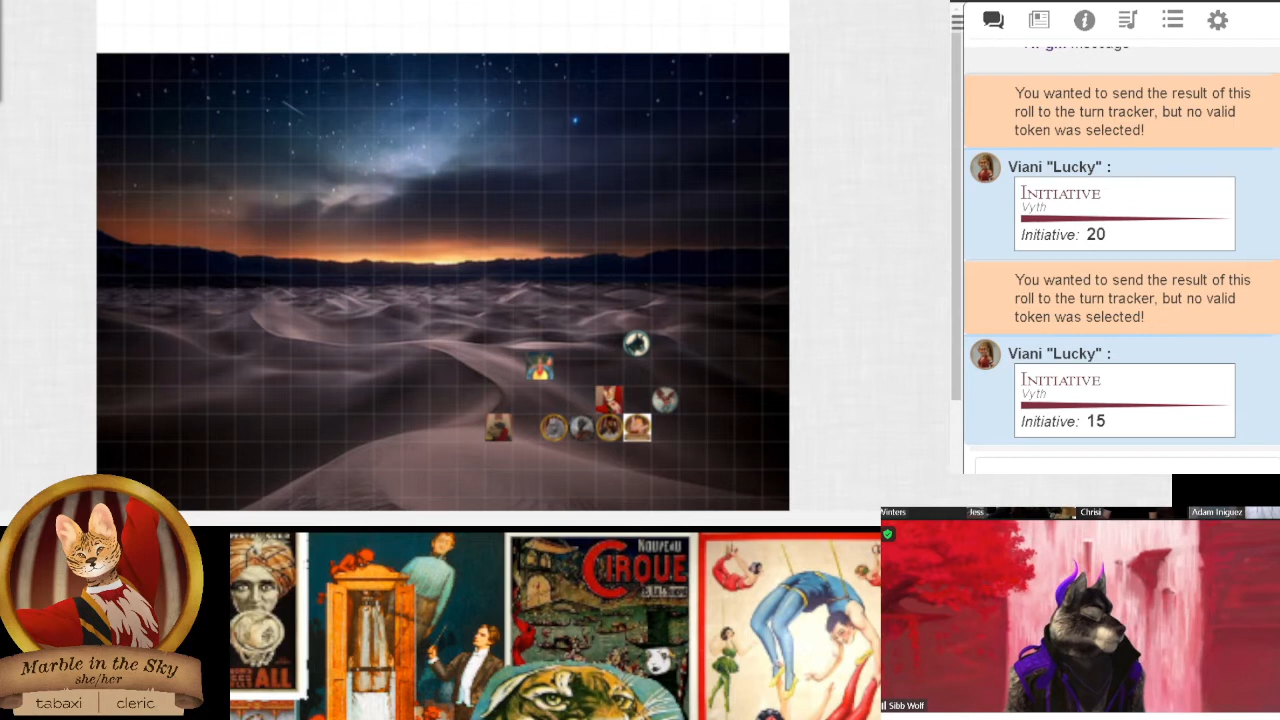 You wanted to send the result of this
roll to the turn tracker, but no valid
token was selected!
Viani "Lucky" :
INITIATIVE
Vyth
Initiative: 20
You wanted to send the result of this
roll to the turn tracker, but no valid
token was selected!
Viani "Lucky" :
INITIATIVE
Vyth
Initiative: 15
Marble in the Sky
she/her
tabaxi | cleric
ALL
NOUVEAU
CIRQUE
Jess
Chrisi
Adam Iniguez
Sibb Wolf